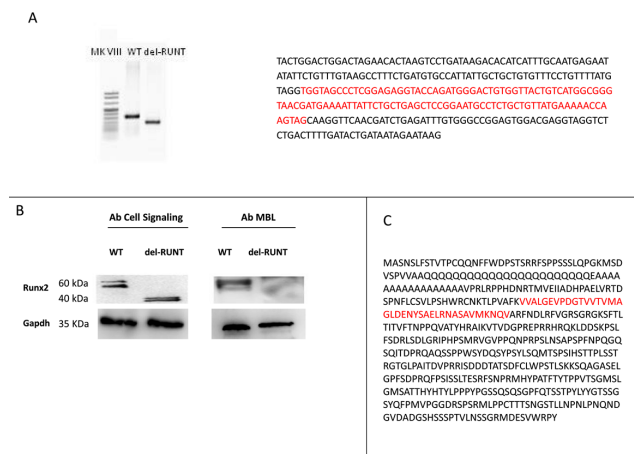 A
MK VIII WT del-RUNT
TACTGGACTGGACTAGAACACTAAGTCCTGATAAGACACATCATTTGCAATGAGAAT
ATATTCTGTTTGTAAGCCTTTCTGATGTGCCATTATTGCTGCTGTGTTTCCTGTTTTATG
TAGGTGGTAGCCCTCGGAGAGGTACCAGATGGGACTGTGGTTACTGTCATGGCGGG
TAACGATGAAAATTATTCTGCTGAGCTCCGGAATGCCTCTGCTGTTATGAAAAACCA
AGTAGCAAGGTTCAACGATCTGAGATTTGTGGGCCGGAGTGGACGAGGTAGGTCT
CTGACTTTTGATACTGATAATAGAATAAG
B
Ab Cell Signaling
Ab MBL
WT del-RUNT
WT del-RUNT
Runx2
60 kDa
40 kDa
Gapdh
35 KDa
C
MASNSLFSTVTPCQQNFFWDPSTSRRFSPPSSSLQPGKMSD
VSPVVAAQQQQQQQQQQQQQQQQQQQQQQQQEAAAA
AAAAAAAAAAAAAVPRLRPPHDNRTMVEIIADHPAELVRTD
SPNFLCSVLPSHWRCNKTLPVAFKVVALGEVPDGTVVTVMA
GLDENYSAELRNASAVMKNQVARFNDLRFVGRSGRGKSFTL
TITVFTNPPQVATYHRAIKVTVDGPREPRRHRQKLDDSKPSL
FSDRLSDLGRIPHPSMRVGVPPQNPRPSLNSAPSPFNPQGQ
SQITDPRQAQSSPPWSYDQSYPSYLSQMTSPSIHSTTPLSST
RGTGLPAITDVPRRISDDDTATSDFCLWPSTLSKKSQAGASEL
GPFSDPRQFPSISSLTESRFSNPRMHYPATFTYTPPVTSGMSL
GMSATTHYHTYLPPPYPGSSQSQSGPFQTSSTPYLYYGTSSG
SYQFPMVPGGDRSPSRMLPPCTTTSNGSTLLNPNLPNQND
GVDADGSHSSSPTVLNSSGRMDESVWRPY